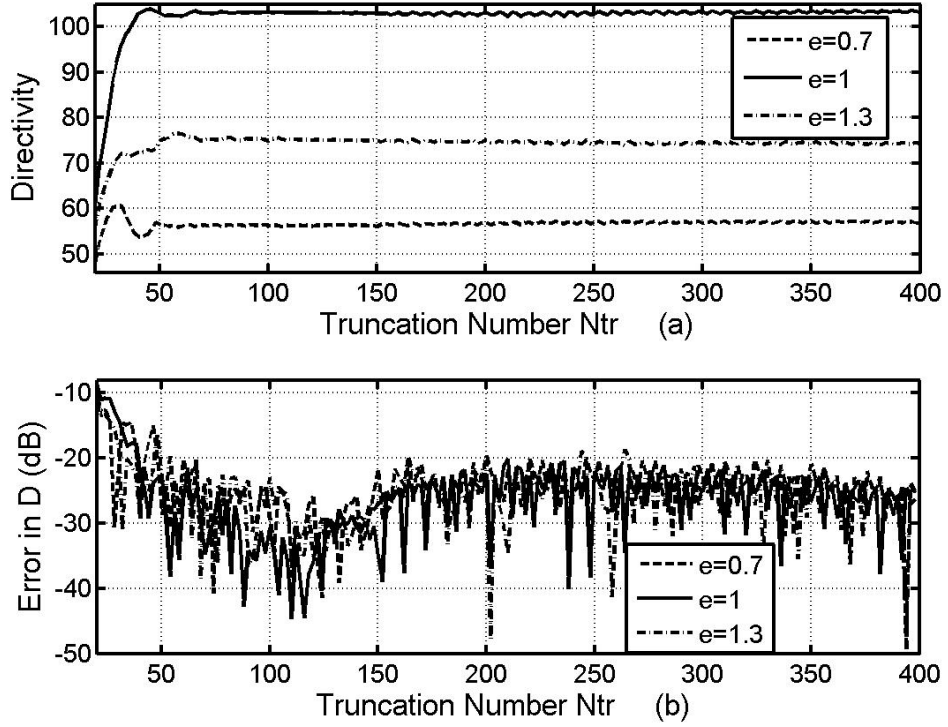 100
90
80
70
60
50
Directivity
e=0.7
e=1
e=1.3
50 100 150 200 250 300 350 400
Truncation Number Ntr (a)
-10
-20
-30
-40
-50
Error in D (dB)
e=0.7
e=1
e=1.3
50 100 150 200 250 300 350 400
Truncation Number Ntr (b)